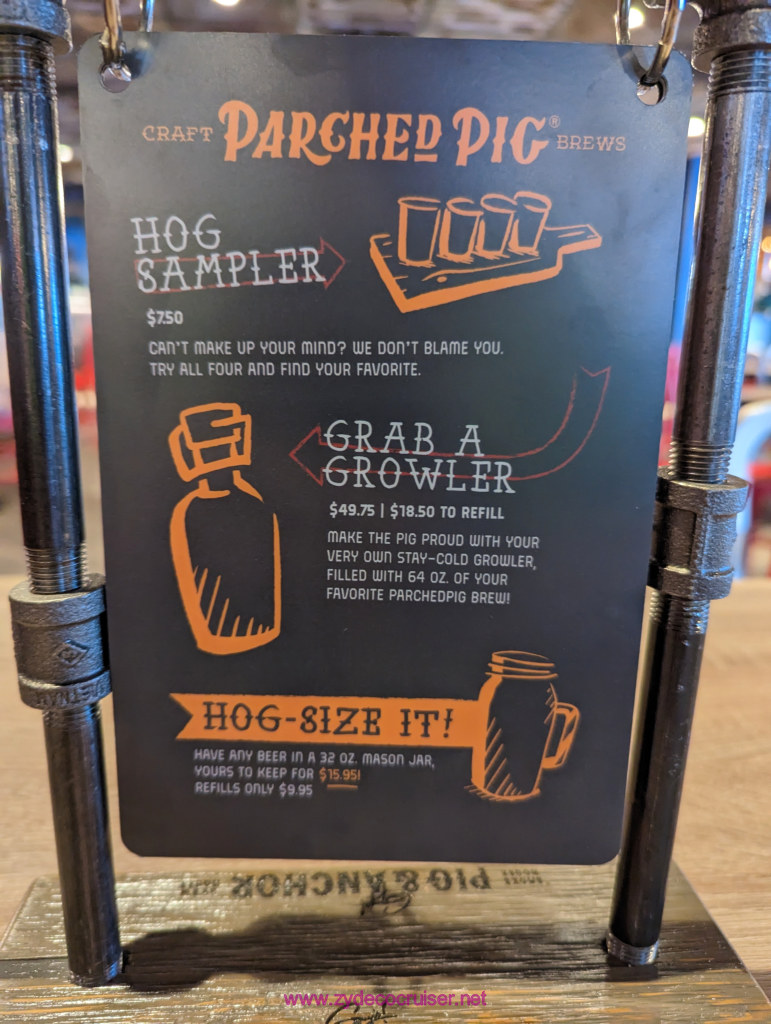 CRAFT PARCHED PIG® BREWS
HOG
SAMPLER
$7.50
CAN'T MAKE UP YOUR MIND? WE DON'T BLAME YOU.
TRY ALL FOUR AND FIND YOUR FAVORITE.
GRAB A
GROWLER
$49.75 | $18.50 TO REFILL
MAKE THE PIG PROUD WITH YOUR
VERY OWN STAY-COLD GROWLER,
FILLED WITH 64 OZ. OF YOUR
FAVORITE PARCHEDPIG BREW!
HOG-SIZE IT!
HAVE ANY BEER IN A 32 OZ. MASON JAR,
YOURS TO KEEP FOR $15.95!
REFILLS ONLY $9.95
PIG & ANCHOR
www.zydecocruiser.net